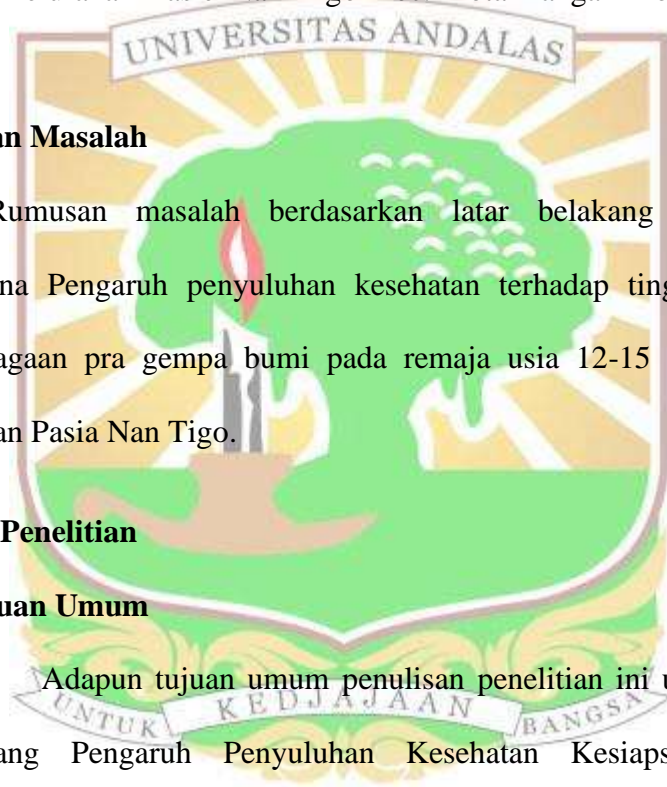 UNIVERSITAS ANDALAS
an Masalah
Rumusan masalah berdasarkan latar belakang
na Pengaruh penyuluhan kesehatan terhadap ting
agaan pra gempa bumi pada remaja usia 12-15
an Pasia Nan Tigo.
Penelitian
uan Umum
Adapun tujuan umum penulisan penelitian ini u
UNTUK KEDJAJAAN BANGSA
ang Pengaruh Penyuluhan Kesehatan Kesiaps